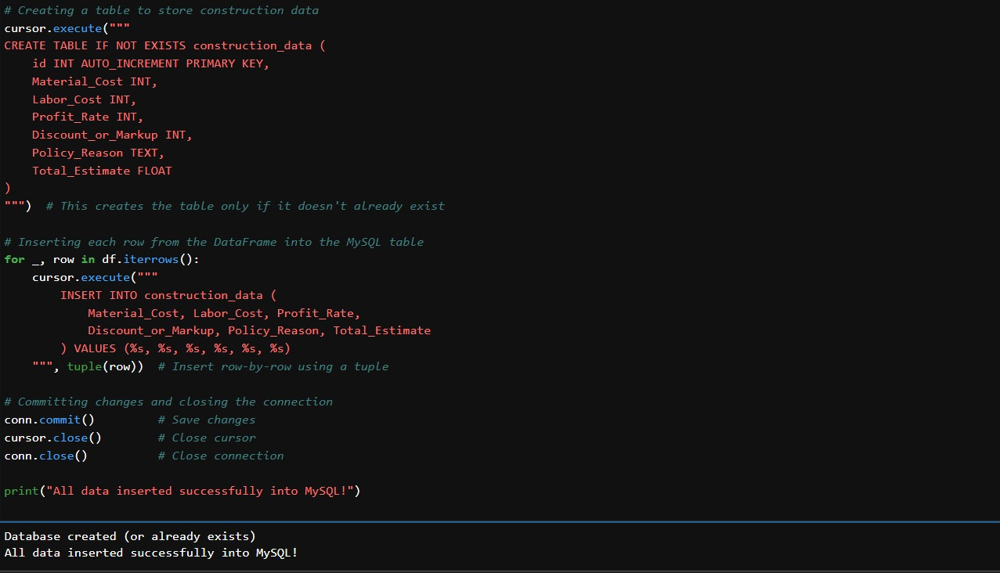 # Creating a table to store construction data
cursor.execute("""
CREATE TABLE IF NOT EXISTS construction_data (
    id INT AUTO_INCREMENT PRIMARY KEY,
    Material_Cost INT,
    Labor_Cost INT,
    Profit_Rate INT,
    Discount_or_Markup INT,
    Policy_Reason TEXT,
    Total_Estimate FLOAT
)
""")  # This creates the table only if it doesn't already exist

# Inserting each row from the DataFrame into the MySQL table
for _, row in df.iterrows():
    cursor.execute("""
        INSERT INTO construction_data (
            Material_Cost, Labor_Cost, Profit_Rate,
            Discount_or_Markup, Policy_Reason, Total_Estimate
        ) VALUES (%s, %s, %s, %s, %s, %s)
    """, tuple(row))  # Insert row-by-row using a tuple

# Committing changes and closing the connection
conn.commit()         # Save changes
cursor.close()        # Close cursor
conn.close()          # Close connection

print("All data inserted successfully into MySQL!")
Database created (or already exists)
All data inserted successfully into MySQL!